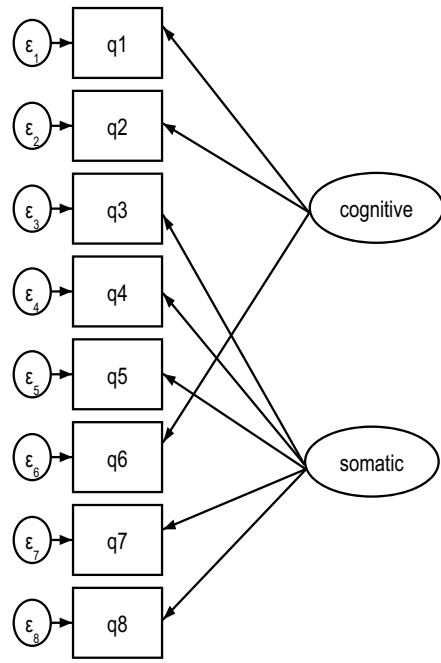 ε₁ q1
ε₂ q2
ε₃ q3
cognitive
ε₄ q4
ε₅ q5
ε₆ q6
somatic
ε₇ q7
ε₈ q8